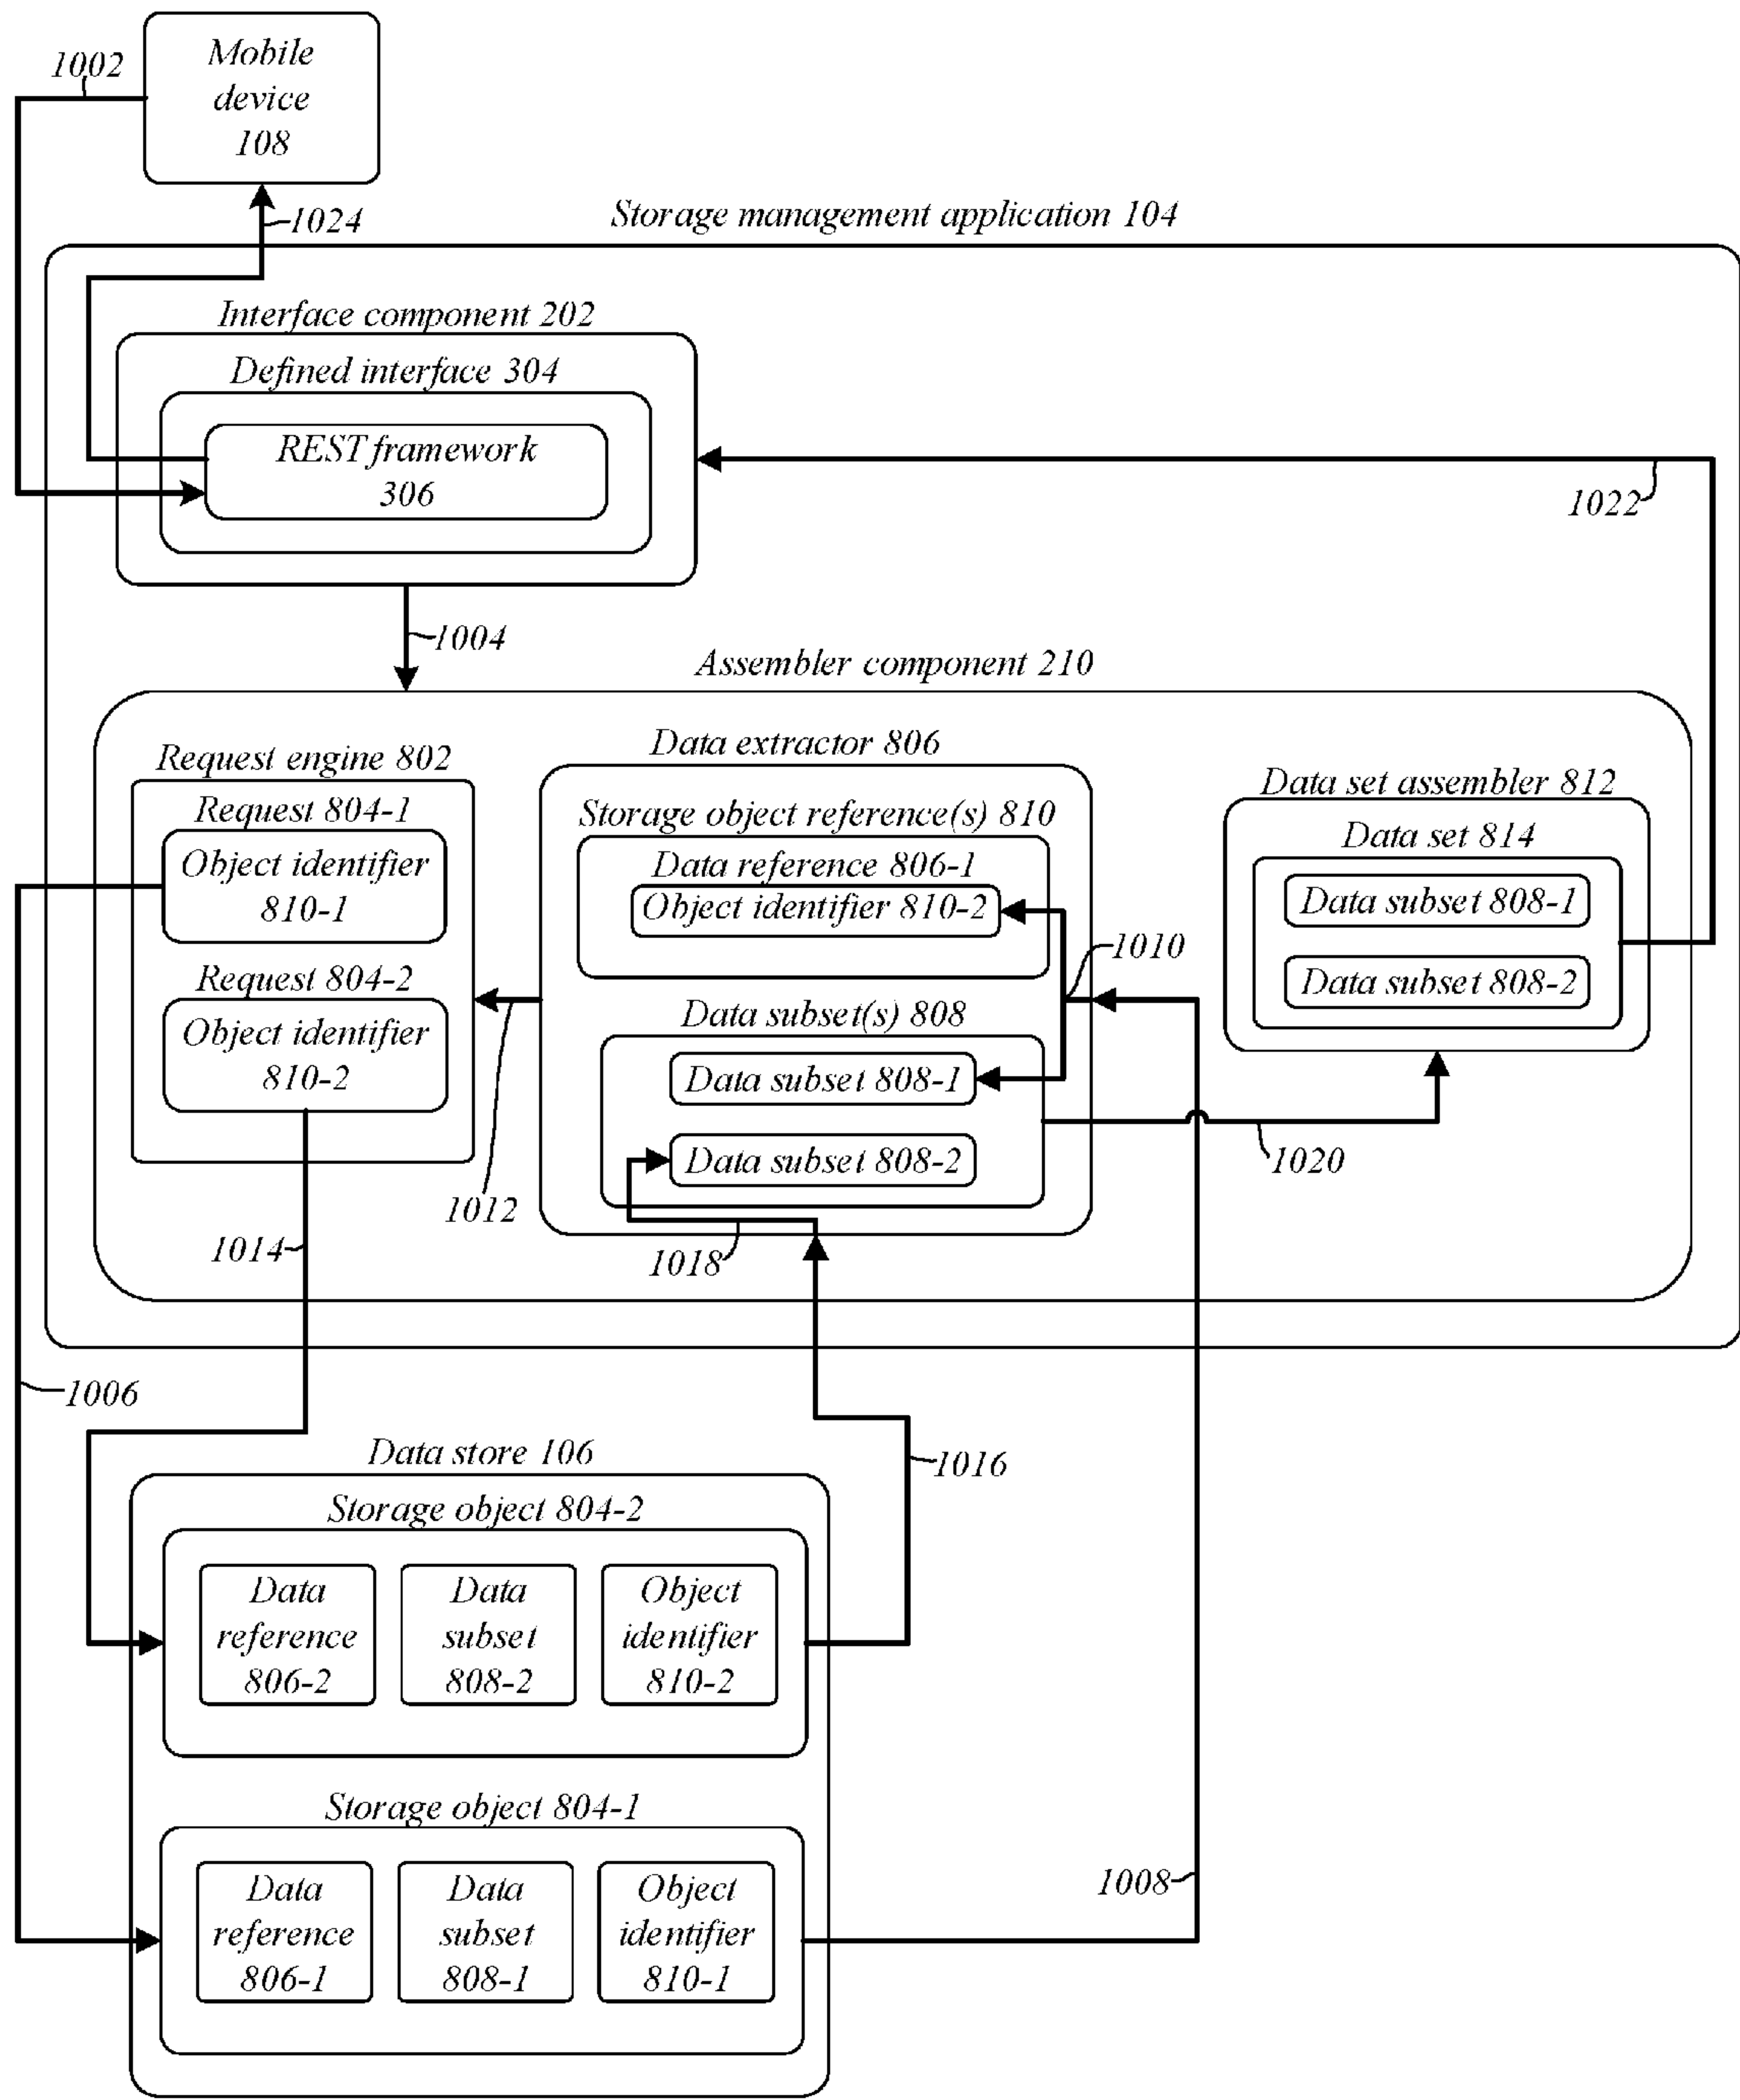 Mobile
device
108
1002
1024
Storage management application 104
Interface component 202
Defined interface 304
REST framework
306
1022
1004
Assembler component 210
Request engine 802
Request 804-1
Object identifier
810-1
Request 804-2
Object identifier
810-2
Data extractor 806
Storage object reference(s) 810
Data reference 806-1
Object identifier 810-2
1010
Data subset(s) 808
Data subset 808-1
Data subset 808-2
Data set assembler 812
Data set 814
Data subset 808-1
Data subset 808-2
1012
1014
1018
1020
1006
1016
Data store 106
Storage object 804-2
Data
reference
806-2
Data
subset
808-2
Object
identifier
810-2
Storage object 804-1
Data
reference
806-1
Data
subset
808-1
Object
identifier
810-1
1008